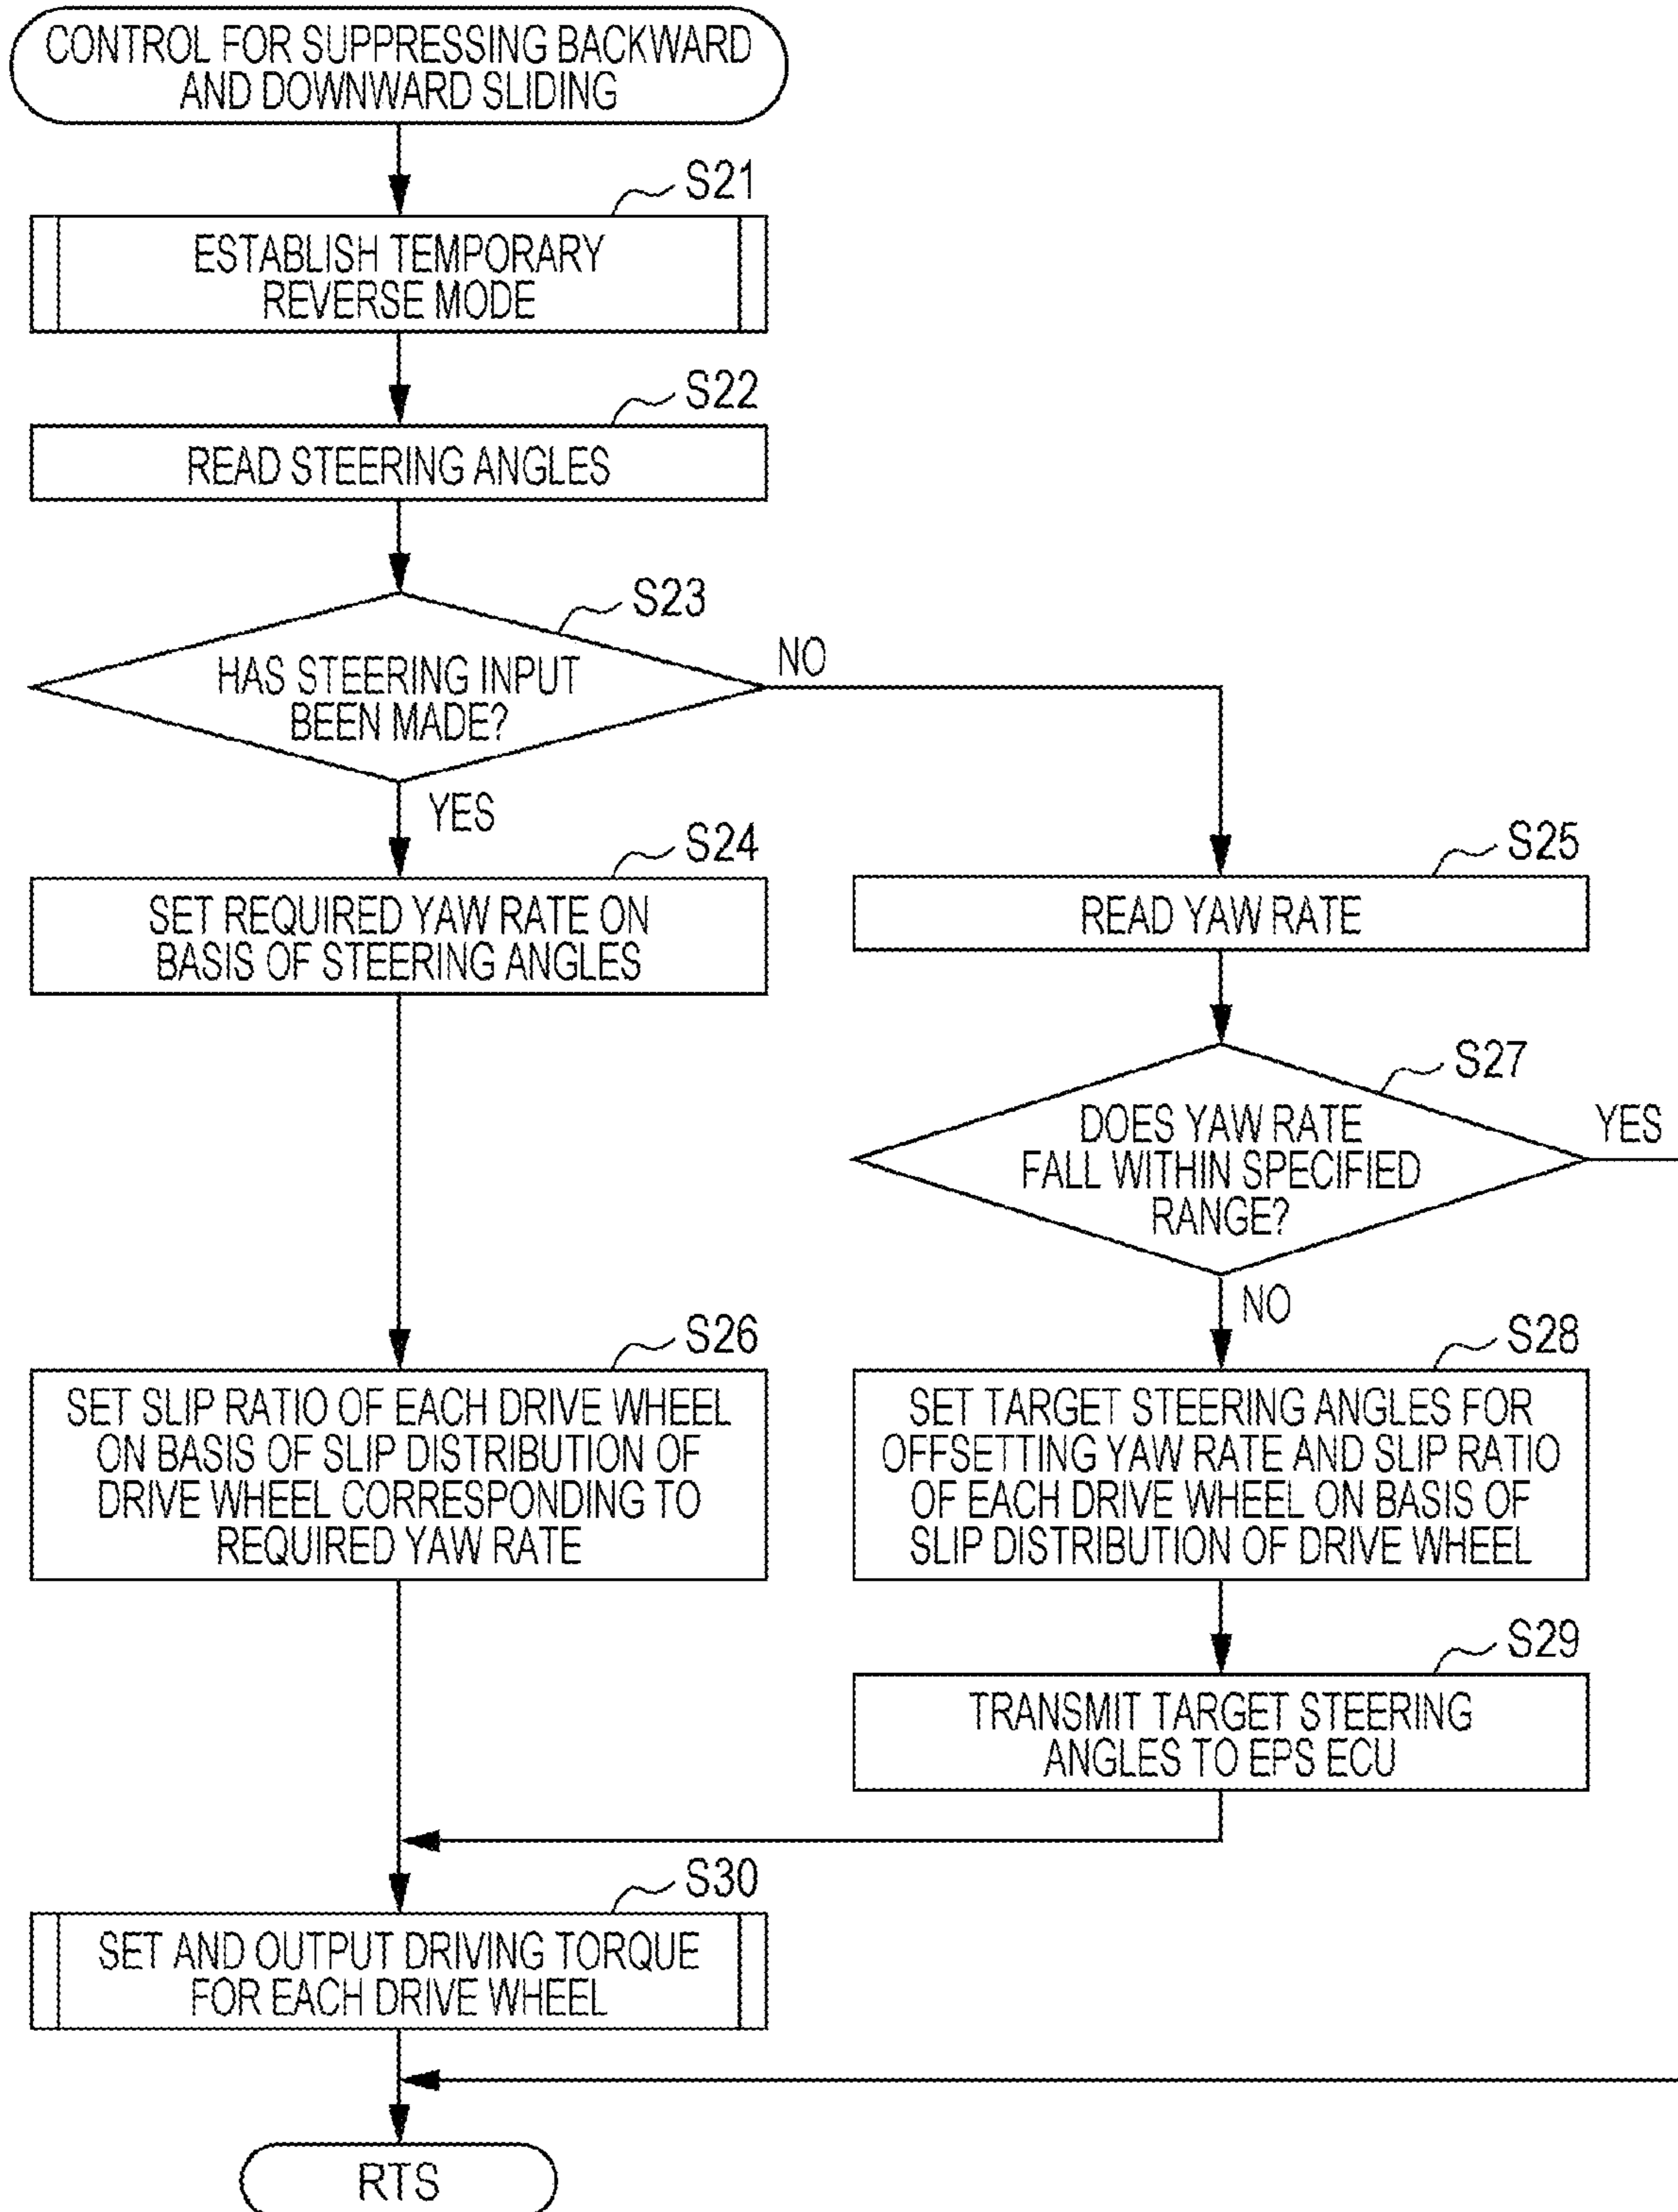 CONTROL FOR SUPPRESSING BACKWARD
AND DOWNWARD SLIDING
S21
ESTABLISH TEMPORARY
REVERSE MODE
S22
READ STEERING ANGLES
S23
HAS STEERING INPUT
BEEN MADE?
NO
YES
S24
SET REQUIRED YAW RATE ON
BASIS OF STEERING ANGLES
S25
READ YAW RATE
S27
DOES YAW RATE
FALL WITHIN SPECIFIED
RANGE?
YES
NO
S26
SET SLIP RATIO OF EACH DRIVE WHEEL
ON BASIS OF SLIP DISTRIBUTION OF
DRIVE WHEEL CORRESPONDING TO
REQUIRED YAW RATE
S28
SET TARGET STEERING ANGLES FOR
OFFSETTING YAW RATE AND SLIP RATIO
OF EACH DRIVE WHEEL ON BASIS OF
SLIP DISTRIBUTION OF DRIVE WHEEL
S29
TRANSMIT TARGET STEERING
ANGLES TO EPS ECU
S30
SET AND OUTPUT DRIVING TORQUE
FOR EACH DRIVE WHEEL
RTS